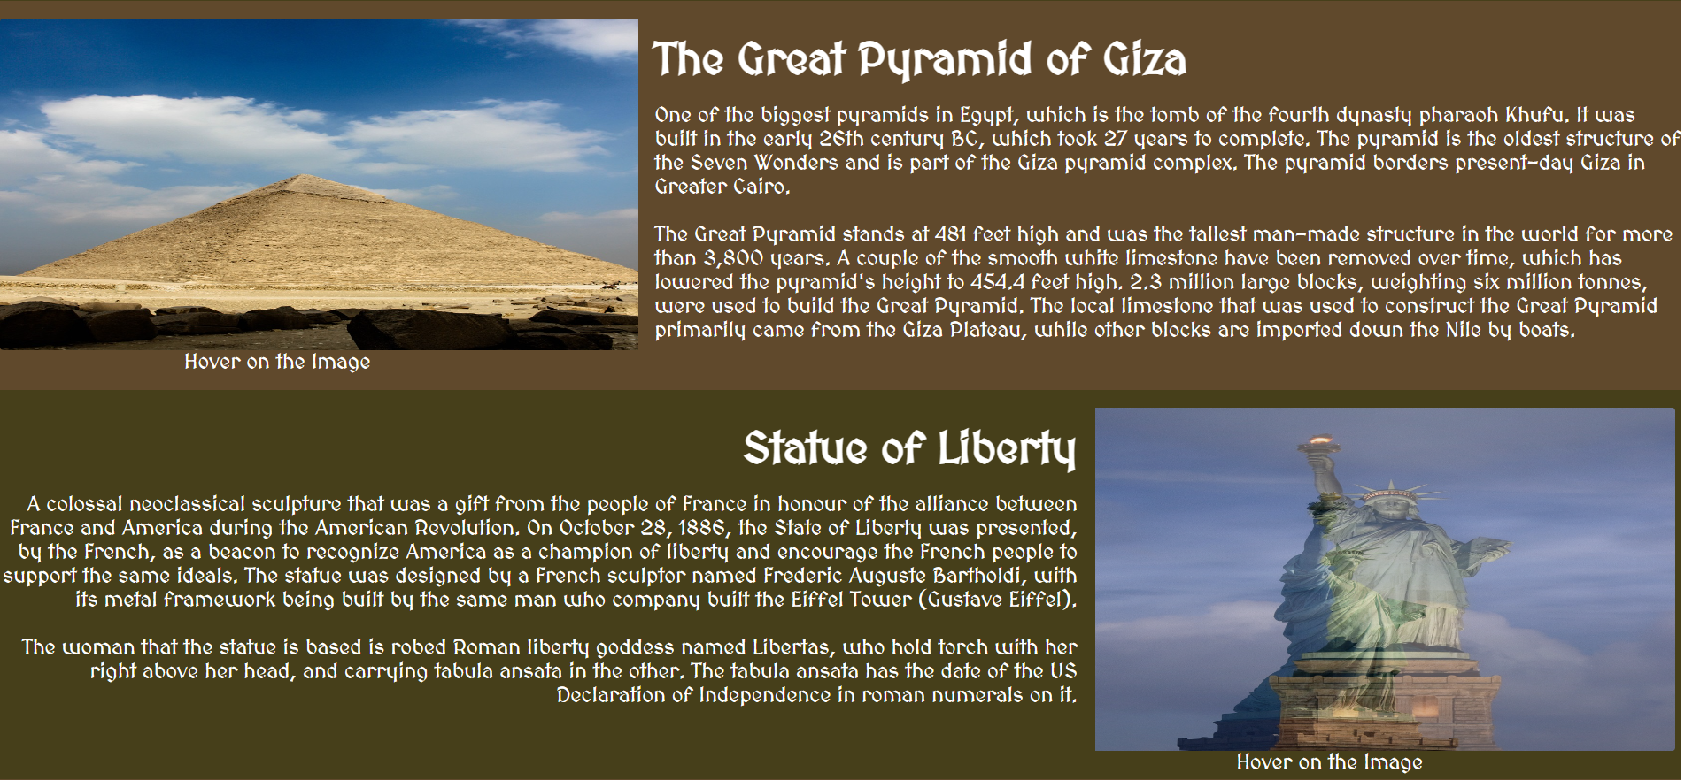 The Great Pyramid of Giza
One of the biggest pyramids in Egypt, which is the tomb of the fourth dynasty pharaoh Khufu. It was
built in the early 26th century BC, which took 27 years to complete. The pyramid is the oldest structure of
the Seven Wonders and is part of the Giza pyramid complex. The pyramid borders present-day Giza in
Greater Cairo.
The Great Pyramid stands at 481 feet high and was the tallest man-made structure in the world for more
than 3,800 years. A couple of the smooth white limestone have been removed over time, which has
lowered the pyramid's height to 454.4 feet high. 2.3 million large blocks, weighting six million tonnes,
were used to build the Great Pyramid. The local limestone that was used to construct the Great Pyramid
primarily came from the Giza Plateau, while other blocks are imported down the Nile by boats.
Hover on the Image
Statue of Liberty
A colossal neoclassical sculpture that was a gift from the people of France in honour of the alliance between
France and America during the American Revolution. On October 28, 1886, the State of Liberty was presented,
by the French, as a beacon to recognize America as a champion of liberty and encourage the French people to
support the same ideals. The statue was designed by a French sculptor named Frederic Auguste Bartholdi, with
its metal framework being built by the same man who company built the Eiffel Tower (Gustave Eiffel).
The woman that the statue is based is robed Roman liberty goddess named Libertas, who hold torch with her
right above her head, and carrying tabula ansata in the other. The tabula ansata has the date of the US
Declaration of Independence in roman numerals on it.
Hover on the Image